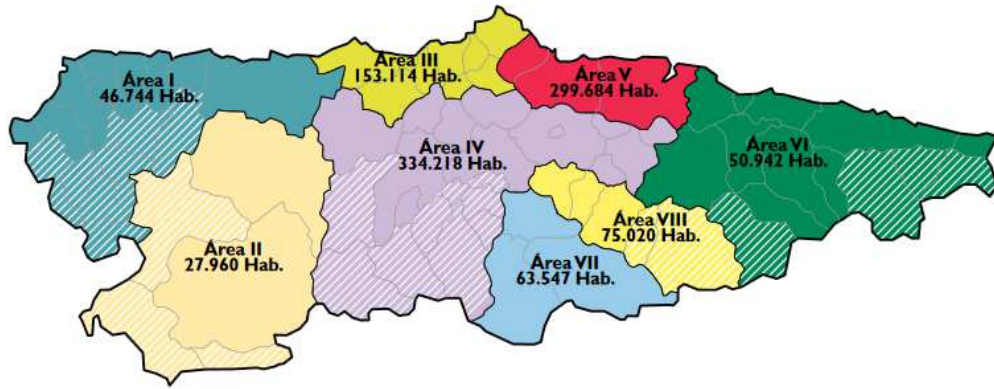 Área I
46.744 Hab.
Área II
27.960 Hab.
Área III
153.114 Hab.
Área IV
334.218 Hab.
Área V
299.684 Hab.
Área VI
50.942 Hab.
Área VII
63.547 Hab.
Área VIII
75.020 Hab.